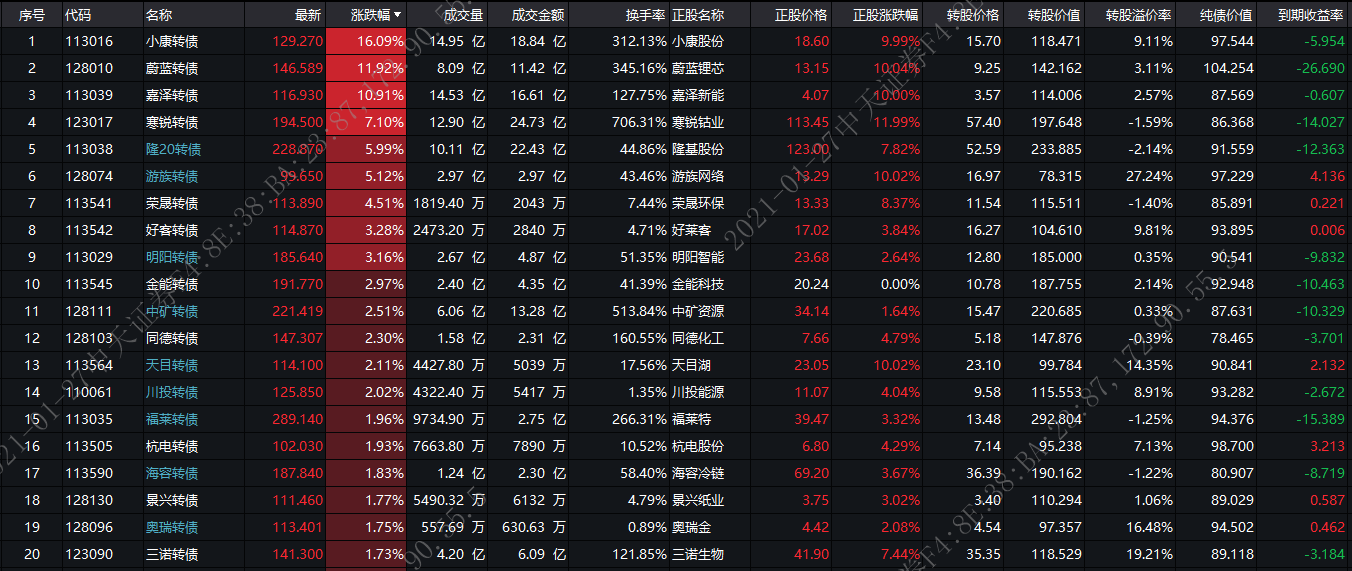 序号 代码 名称 最新 涨跌幅 成交量 成交金额 换手率 正股名称 正股价格 正股涨跌幅 转股价格 转股价值 转股溢价率 纯债价值 到期收益率
1 113016 小康转债 129.270 16.09% 14.95 亿 18.84 亿 312.13% 小康股份 18.60 9.99% 15.70 118.471 9.11% 97.544 -5.954
2 128010 蔚蓝转债 146.589 11.92% 8.09 亿 11.42 亿 345.16% 蔚蓝锂芯 13.15 10.04% 9.25 142.162 3.11% 104.254 -26.690
3 113039 嘉泽转债 116.930 10.91% 14.53 亿 16.61 亿 127.75% 嘉泽新能 4.07 10.00% 3.57 114.006 2.57% 87.569 -0.607
4 123017 寒锐转债 194.500 7.10% 12.90 亿 24.73 亿 706.31% 寒锐钴业 113.45 11.99% 57.40 197.648 -1.59% 86.368 -14.027
5 113038 隆20转债 228.870 5.99% 10.11 亿 22.43 亿 44.86% 隆基股份 123.00 7.82% 52.59 233.885 -2.14% 91.559 -12.363
6 128074 游族转债 99.650 5.12% 2.97 亿 2.97 亿 43.46% 游族网络 13.29 10.02% 16.97 78.315 27.24% 97.229 4.136
7 113541 荣晟转债 113.890 4.51% 1819.40 万 2043 万 7.44% 荣晟环保 13.33 8.37% 11.54 115.511 -1.40% 85.891 0.221
8 113542 好客转债 114.870 3.28% 2473.20 万 2840 万 4.71% 好莱客 17.02 3.84% 16.27 104.610 9.81% 93.895 0.006
9 113029 明阳转债 185.640 3.16% 2.67 亿 4.87 亿 51.35% 明阳智能 23.68 2.64% 12.80 185.000 0.35% 90.541 -9.832
10 113545 金能转债 191.770 2.97% 2.40 亿 4.35 亿 41.39% 金能科技 20.24 0.00% 10.78 187.755 2.14% 92.948 -10.463
11 128111 中矿转债 221.419 2.51% 6.06 亿 13.28 亿 513.84% 中矿资源 34.14 1.64% 15.47 220.685 0.33% 87.631 -10.329
12 128103 同德转债 147.307 2.30% 1.58 亿 2.31 亿 160.55% 同德化工 7.66 4.79% 5.18 147.876 -0.39% 78.465 -3.701
13 113564 天目转债 114.100 2.11% 4427.80 万 5039 万 17.56% 天目湖 23.05 10.02% 23.10 99.784 14.35% 90.841 2.132
14 110061 川投转债 125.850 2.02% 4322.40 万 5417 万 1.35% 川投能源 11.07 4.04% 9.58 115.553 8.91% 93.282 -2.672
15 113035 福莱转债 289.140 1.96% 9734.90 万 2.75 亿 266.31% 福莱特 39.47 3.32% 13.48 292.804 -1.25% 94.376 -15.389
16 113505 杭电转债 102.030 1.93% 7663.80 万 7890 万 10.52% 杭电股份 6.80 4.29% 7.14 95.238 7.13% 98.700 3.213
17 113590 海容转债 187.840 1.83% 1.24 亿 2.30 亿 58.40% 海容冷链 69.20 3.67% 36.39 190.162 -1.22% 80.907 -8.719
18 128130 景兴转债 111.460 1.77% 5490.32 万 6132 万 4.79% 景兴纸业 3.75 3.02% 3.40 110.294 1.06% 89.029 0.587
19 128096 奥瑞转债 113.401 1.75% 557.69 万 630.63 万 0.89% 奥瑞金 4.42 2.08% 4.54 97.357 16.48% 94.502 0.462
20 123090 三诺转债 141.300 1.73% 4.20 亿 6.09 亿 121.85% 三诺生物 41.90 7.44% 35.35 118.529 19.21% 89.118 -3.184